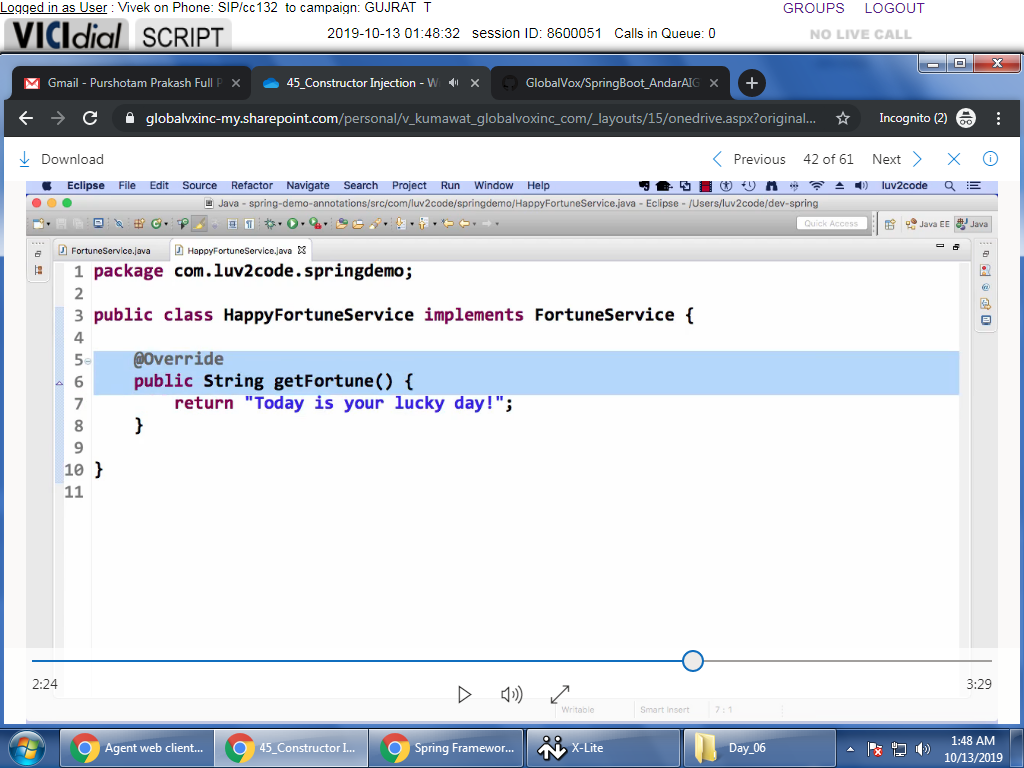 Logged in as User : Vivek on Phone: SIP/cc132 to campaign: GUJRAT_T
GROUPS LOGOUT
VICIdial SCRIPT 2019-10-13 01:48:32 session ID: 8600051 Calls in Queue: 0 NO LIVE CALL
Gmail - Purshotam Prakash Full P 45_Constructor Injection - W GlobalVox/SpringBoot_AndarAIG
globalvxinc-my.sharepoint.com/personal/v_kumawat_globalvoxinc_com/_layouts/15/onedrive.aspx?original... Incognito (2)
Download Previous 42 of 61 Next
Eclipse File Edit Source Refactor Navigate Search Project Run Window Help luv2code
Java - spring-demo-annotations/src/com/luv2code/springdemo/HappyFortuneService.java - Eclipse - /Users/luv2code/dev-spring
Quick Access Java EE Java
FortuneService.java HappyFortuneService.java
1 package com.luv2code.springdemo;
2
3 public class HappyFortuneService implements FortuneService {
4
5 @Override
6 public String getFortune() {
7 return "Today is your lucky day!";
8 }
9
10 }
11
2:24 3:29
Writable Smart Insert 7 : 1
Agent web client... 45_Constructor I... Spring Framewor... X-Lite Day_06 1:48 AM
10/13/2019